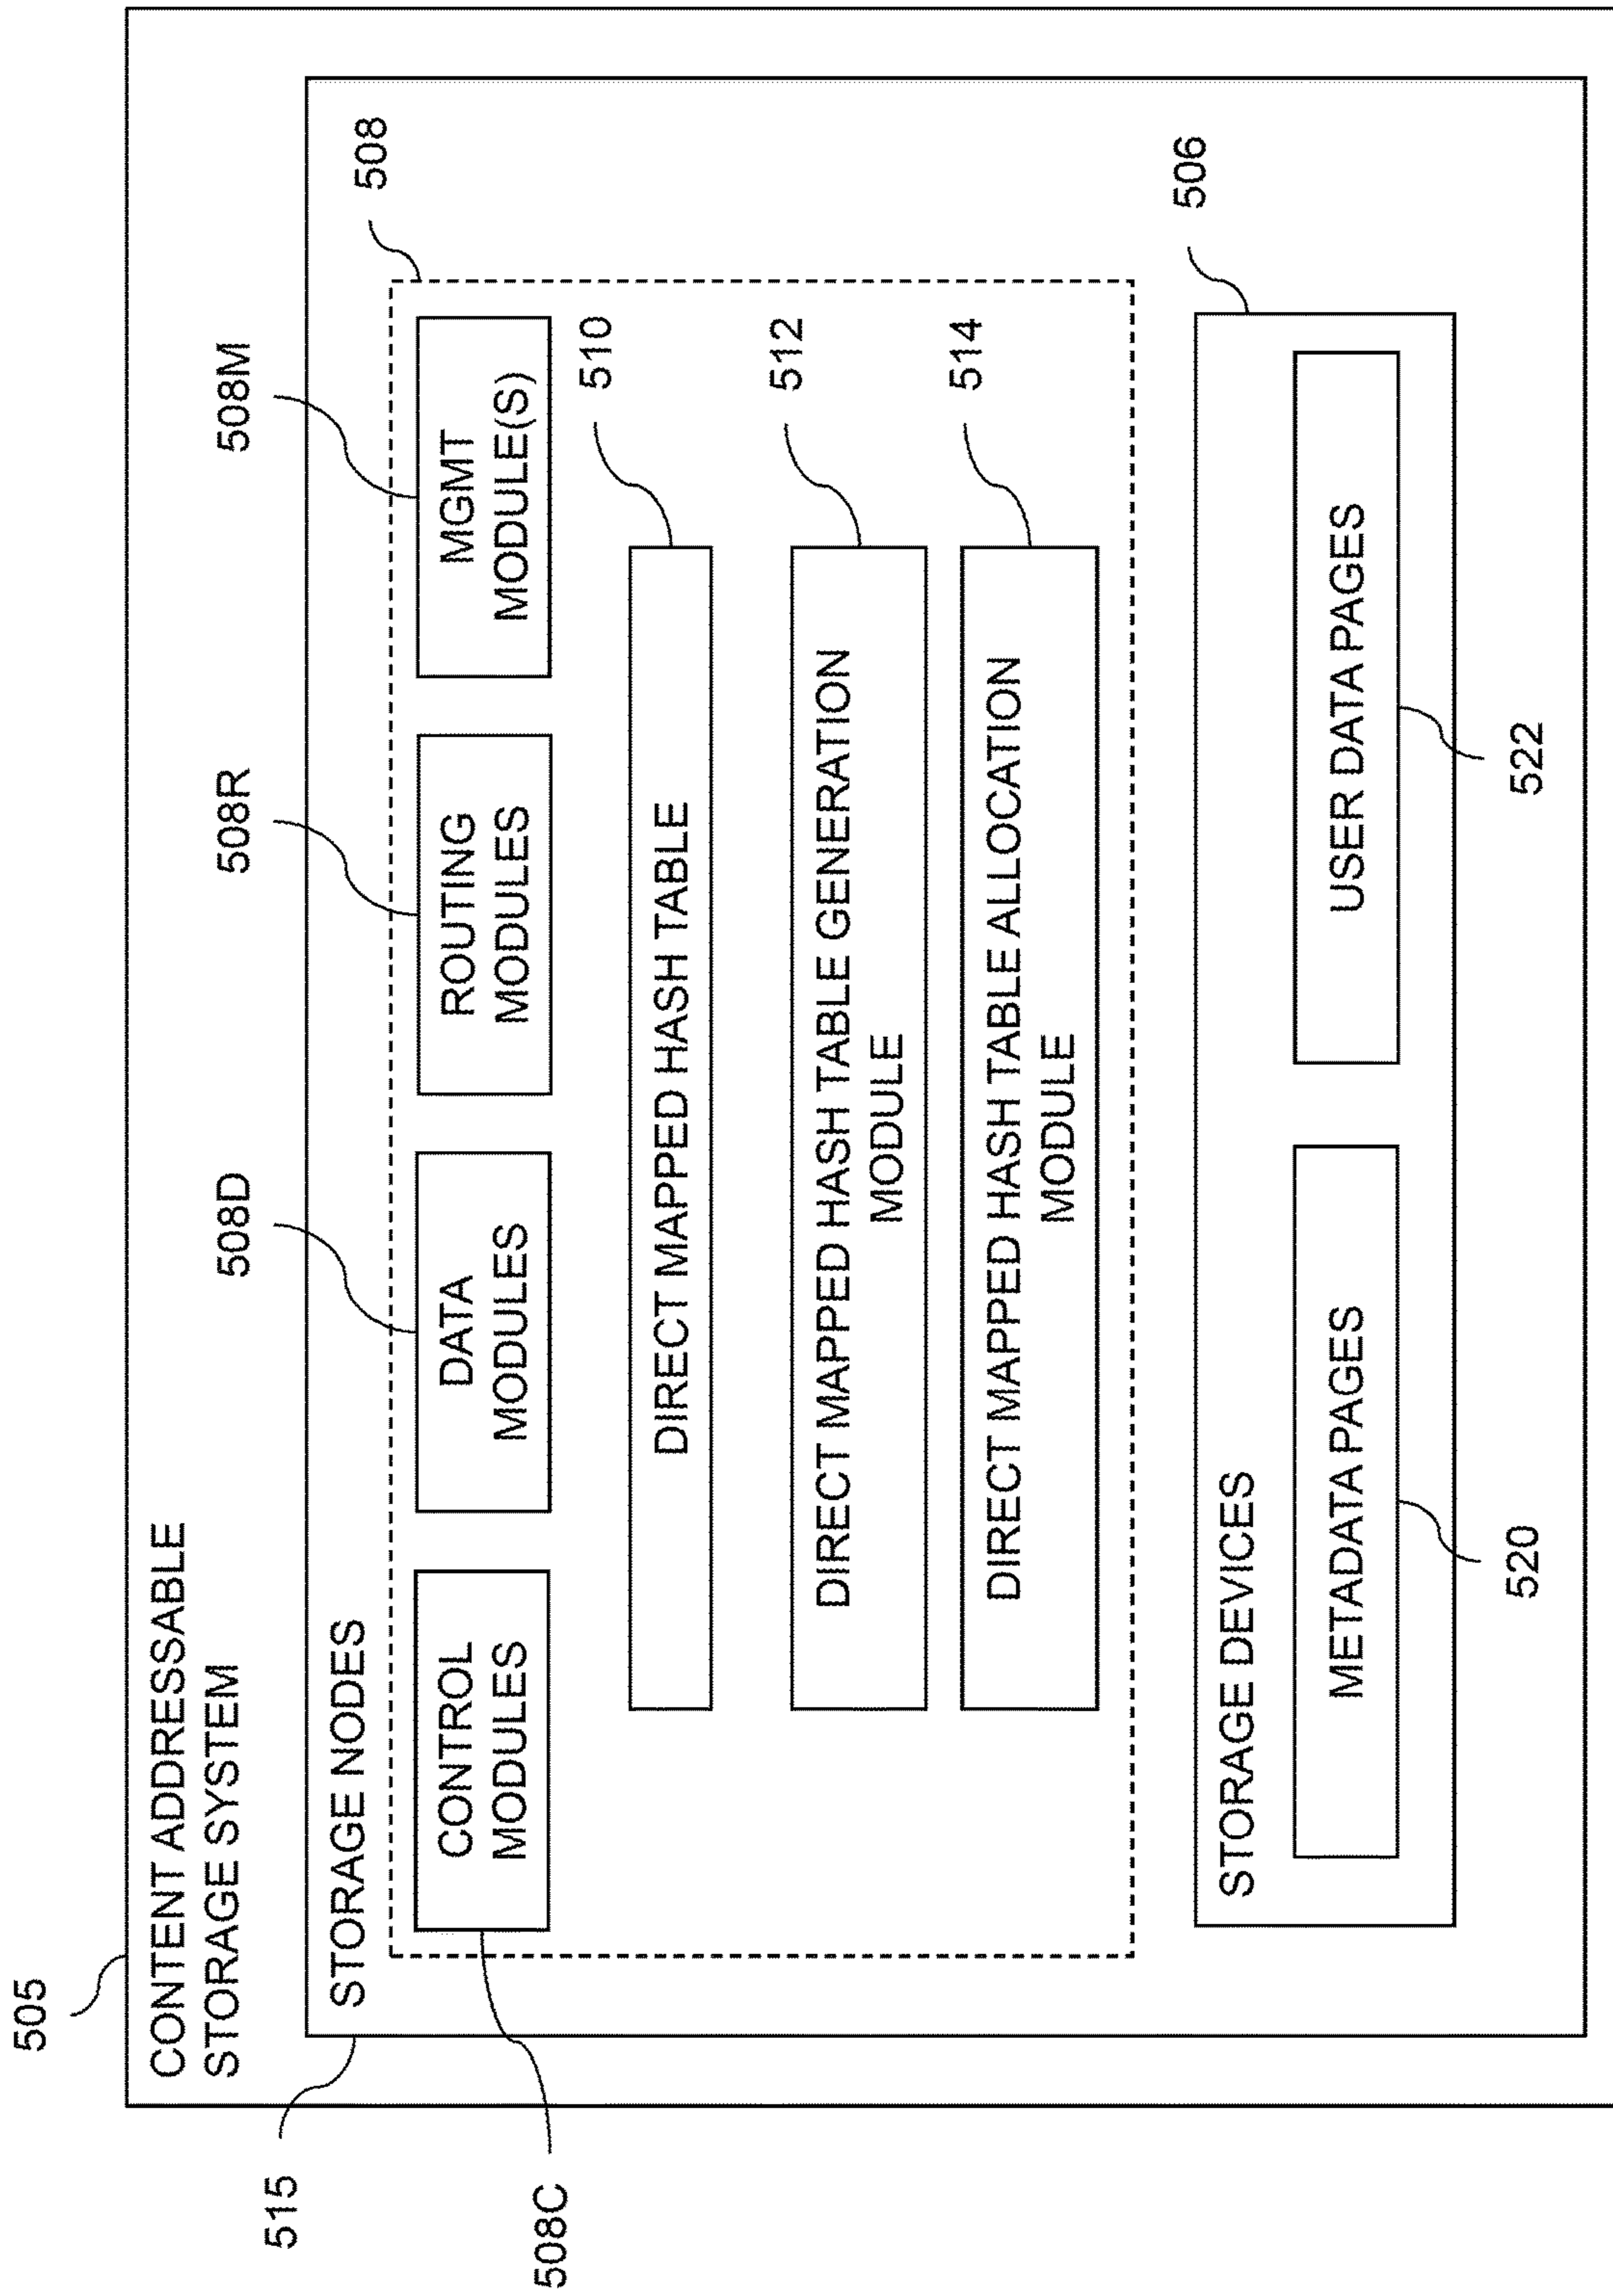 505
CONTENT ADDRESSABLE
STORAGE SYSTEM
515
STORAGE NODES
508C
508D
508R
508M
508
CONTROL
MODULES
DATA
MODULES
ROUTING
MODULES
MGMT
MODULE(S)
510
DIRECT MAPPED HASH TABLE
512
DIRECT MAPPED HASH TABLE GENERATION
MODULE
514
DIRECT MAPPED HASH TABLE ALLOCATION
MODULE
506
STORAGE DEVICES
METADATA PAGES
USER DATA PAGES
520
522